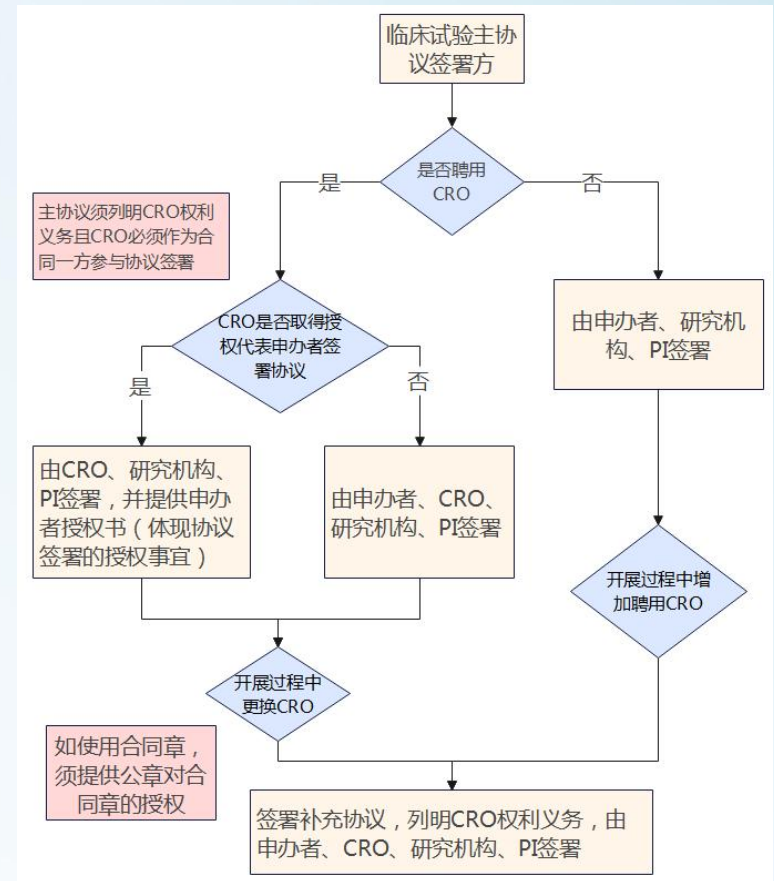 临床试验主协
议签署方
是否聘用
CRO
是
否
主协议须列明CRO权利
义务且CRO必须作为合
同一方参与协议签署
CRO是否取得授
权代表申办者签
署协议
由申办者、研究机
构、PI签署
是
否
由CRO、研究机构、
PI签署，并提供申办
者授权书（体现协议
签署的授权事宜）
由申办者、CRO、
研究机构、PI签署
开展过程中增
加聘用CRO
开展过程中
更换CRO
如使用合同章，
须提供公章对合
同章的授权
签署补充协议，列明CRO权利义务，由
申办者、CRO、研究机构、PI签署